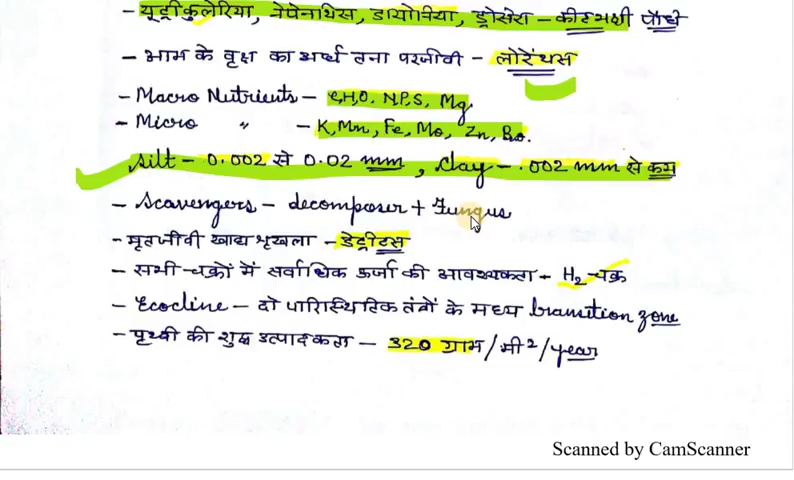 - यूट्रीकुलेरिया, नेपेनाथिस, डायोनिया, ड्रोसेरा – कीटभक्षी पौधे
- आम के वृक्ष का अर्ध्द तना परजीवी – लोरेंथस
- Macro Nutrients – C,H,O, N,P,S, Mg.
- Micro " – K,Mn, Fe, Mo, Zn, Bo.
silt – 0.002 से 0.02 mm, clay – .002 mm से कम
- Scavengers – decomposer + Fungus
- मृतजीवी खाद्य श्रृंखला – डेट्रीटस
- सभी चक्रों में सर्वाधिक ऊर्जा की आवश्यकता – H₂-चक्र
- Ecocline – दो पारिस्थितिक तंत्रों के मध्य transition zone
- पृथ्वी की शुद्ध उत्पादकता – 320 ग्राम/मी²/year
Scanned by CamScanner